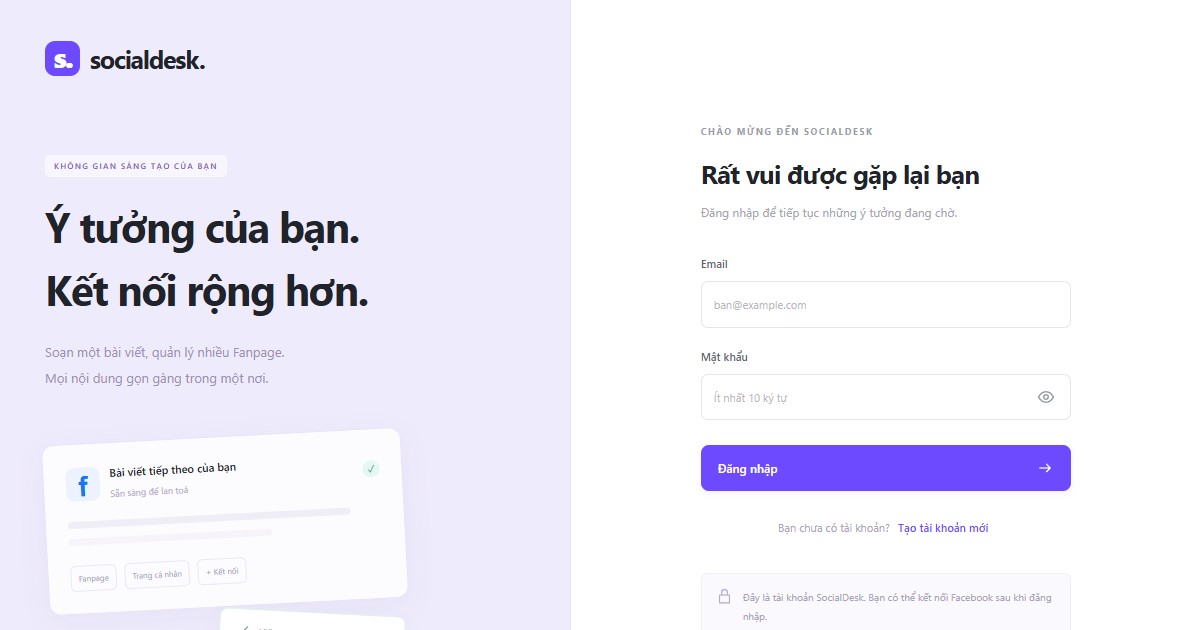 s. socialdesk.
KHÔNG GIAN SÁNG TẠO CỦA BẠN
Ý tưởng của bạn.
Kết nối rộng hơn.
Soạn một bài viết, quản lý nhiều Fanpage.
Mọi nội dung gọn gàng trong một nơi.
f
Bài viết tiếp theo của bạn
Sẵn sàng để lan toả
Fanpage
Trang cá nhân
+ Kết nối
CHÀO MỪNG ĐẾN SOCIALDESK
Rất vui được gặp lại bạn
Đăng nhập để tiếp tục những ý tưởng đang chờ.
Email
ban@example.com
Mật khẩu
Ít nhất 10 ký tự
Đăng nhập
Bạn chưa có tài khoản? Tạo tài khoản mới
Đây là tài khoản SocialDesk. Bạn có thể kết nối Facebook sau khi đăng
nhập.